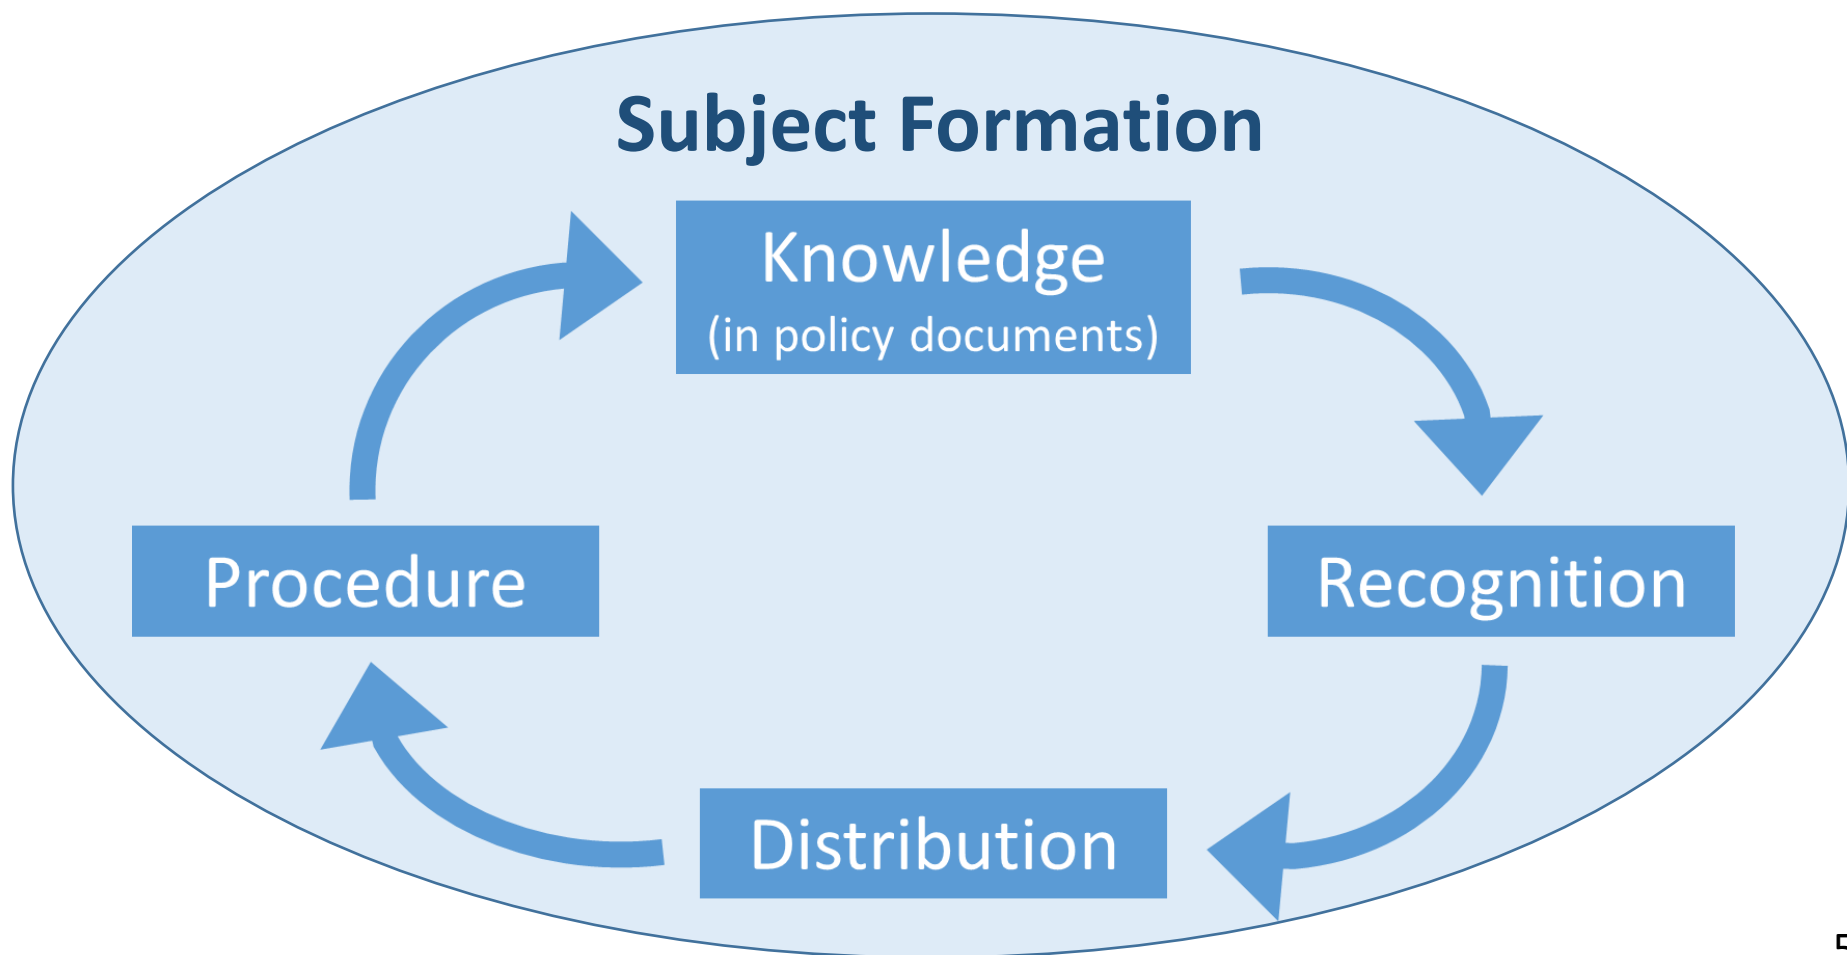 Subject Formation
Knowledge
(in policy documents)
Procedure
Recognition
Distribution